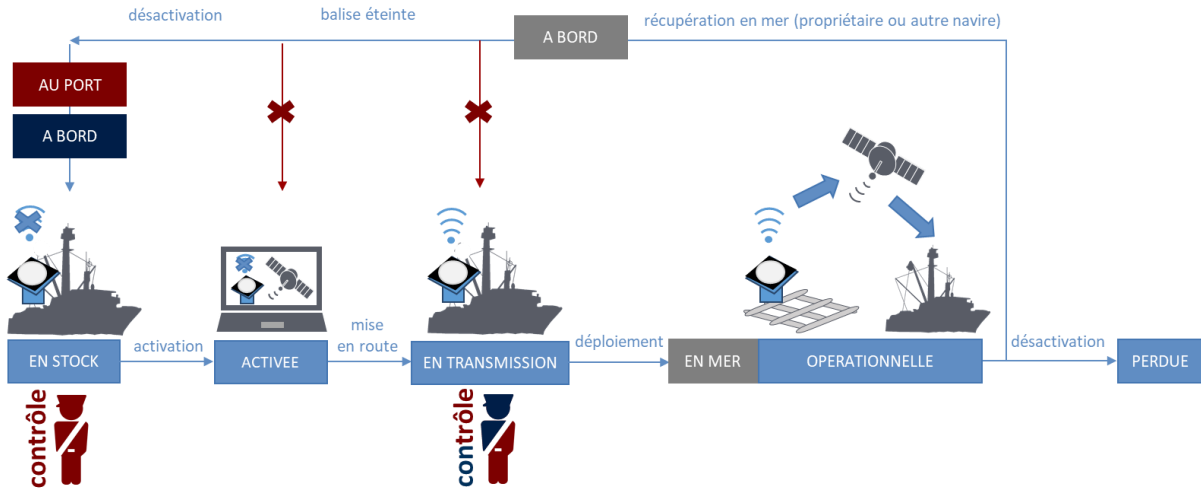 désactivation
balise éteinte
A BORD
récupération en mer (propriétaire ou autre navire)
AU PORT
A BORD
EN STOCK
activation
ACTIVEE
mise
en route
EN TRANSMISSION
déploiement
EN MER
OPERATIONNELLE
désactivation
PERDUE
contrôle
contrôle